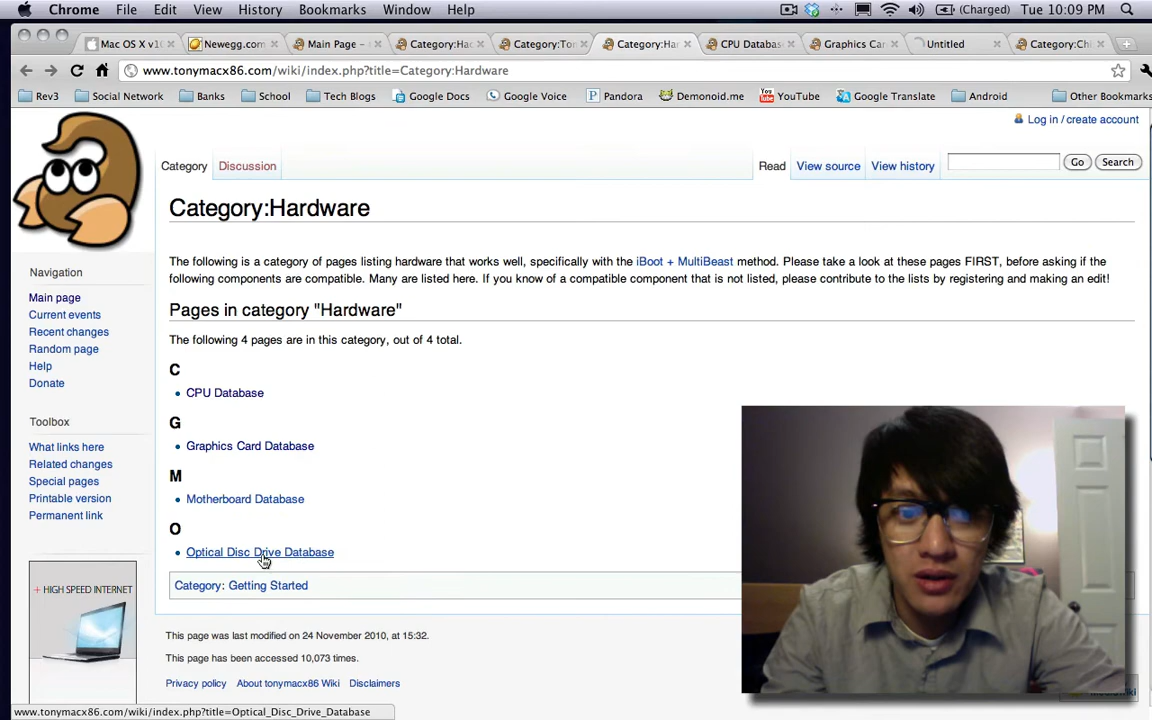 Chrome File Edit View History Bookmarks Window Help (Charged) Tue 10:09 PM
Mac OS X v10 Newegg.com Main Page - Category:Hac Category:Ton Category:Har CPU Databas Graphics Car Untitled Category:Chi
www.tonymacx86.com/wiki/index.php?title=Category:Hardware
Rev3 Social Network Banks School Tech Blogs Google Docs Google Voice Pandora Demonoid.me YouTube Google Translate Android Other Bookmarks
Log in / create account
Category Discussion Read View source View history Go Search
Category:Hardware
The following is a category of pages listing hardware that works well, specifically with the iBoot + MultiBeast method. Please take a look at these pages FIRST, before asking if the
following components are compatible. Many are listed here. If you know of a compatible component that is not listed, please contribute to the lists by registering and making an edit!
Pages in category "Hardware"
The following 4 pages are in this category, out of 4 total.
C
CPU Database
G
Graphics Card Database
M
Motherboard Database
O
Optical Disc Drive Database
Category: Getting Started
This page was last modified on 24 November 2010, at 15:32.
This page has been accessed 10,073 times.
Privacy policy About tonymacx86 Wiki Disclaimers
Navigation
Main page
Current events
Recent changes
Random page
Help
Donate
Toolbox
What links here
Related changes
Special pages
Printable version
Permanent link
+ HIGH SPEED INTERNET
www.tonymacx86.com/wiki/index.php?title=Optical_Disc_Drive_Database